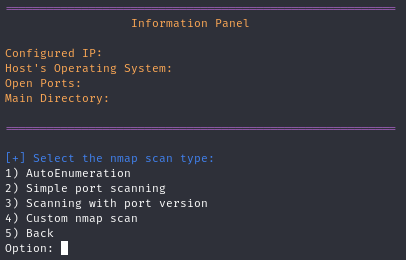 Information Panel
Configured IP:
Host's Operating System:
Open Ports:
Main Directory:
[+] Select the nmap scan type:
1) AutoEnumeration
2) Simple port scanning
3) Scanning with port version
4) Custom nmap scan
5) Back
Option: